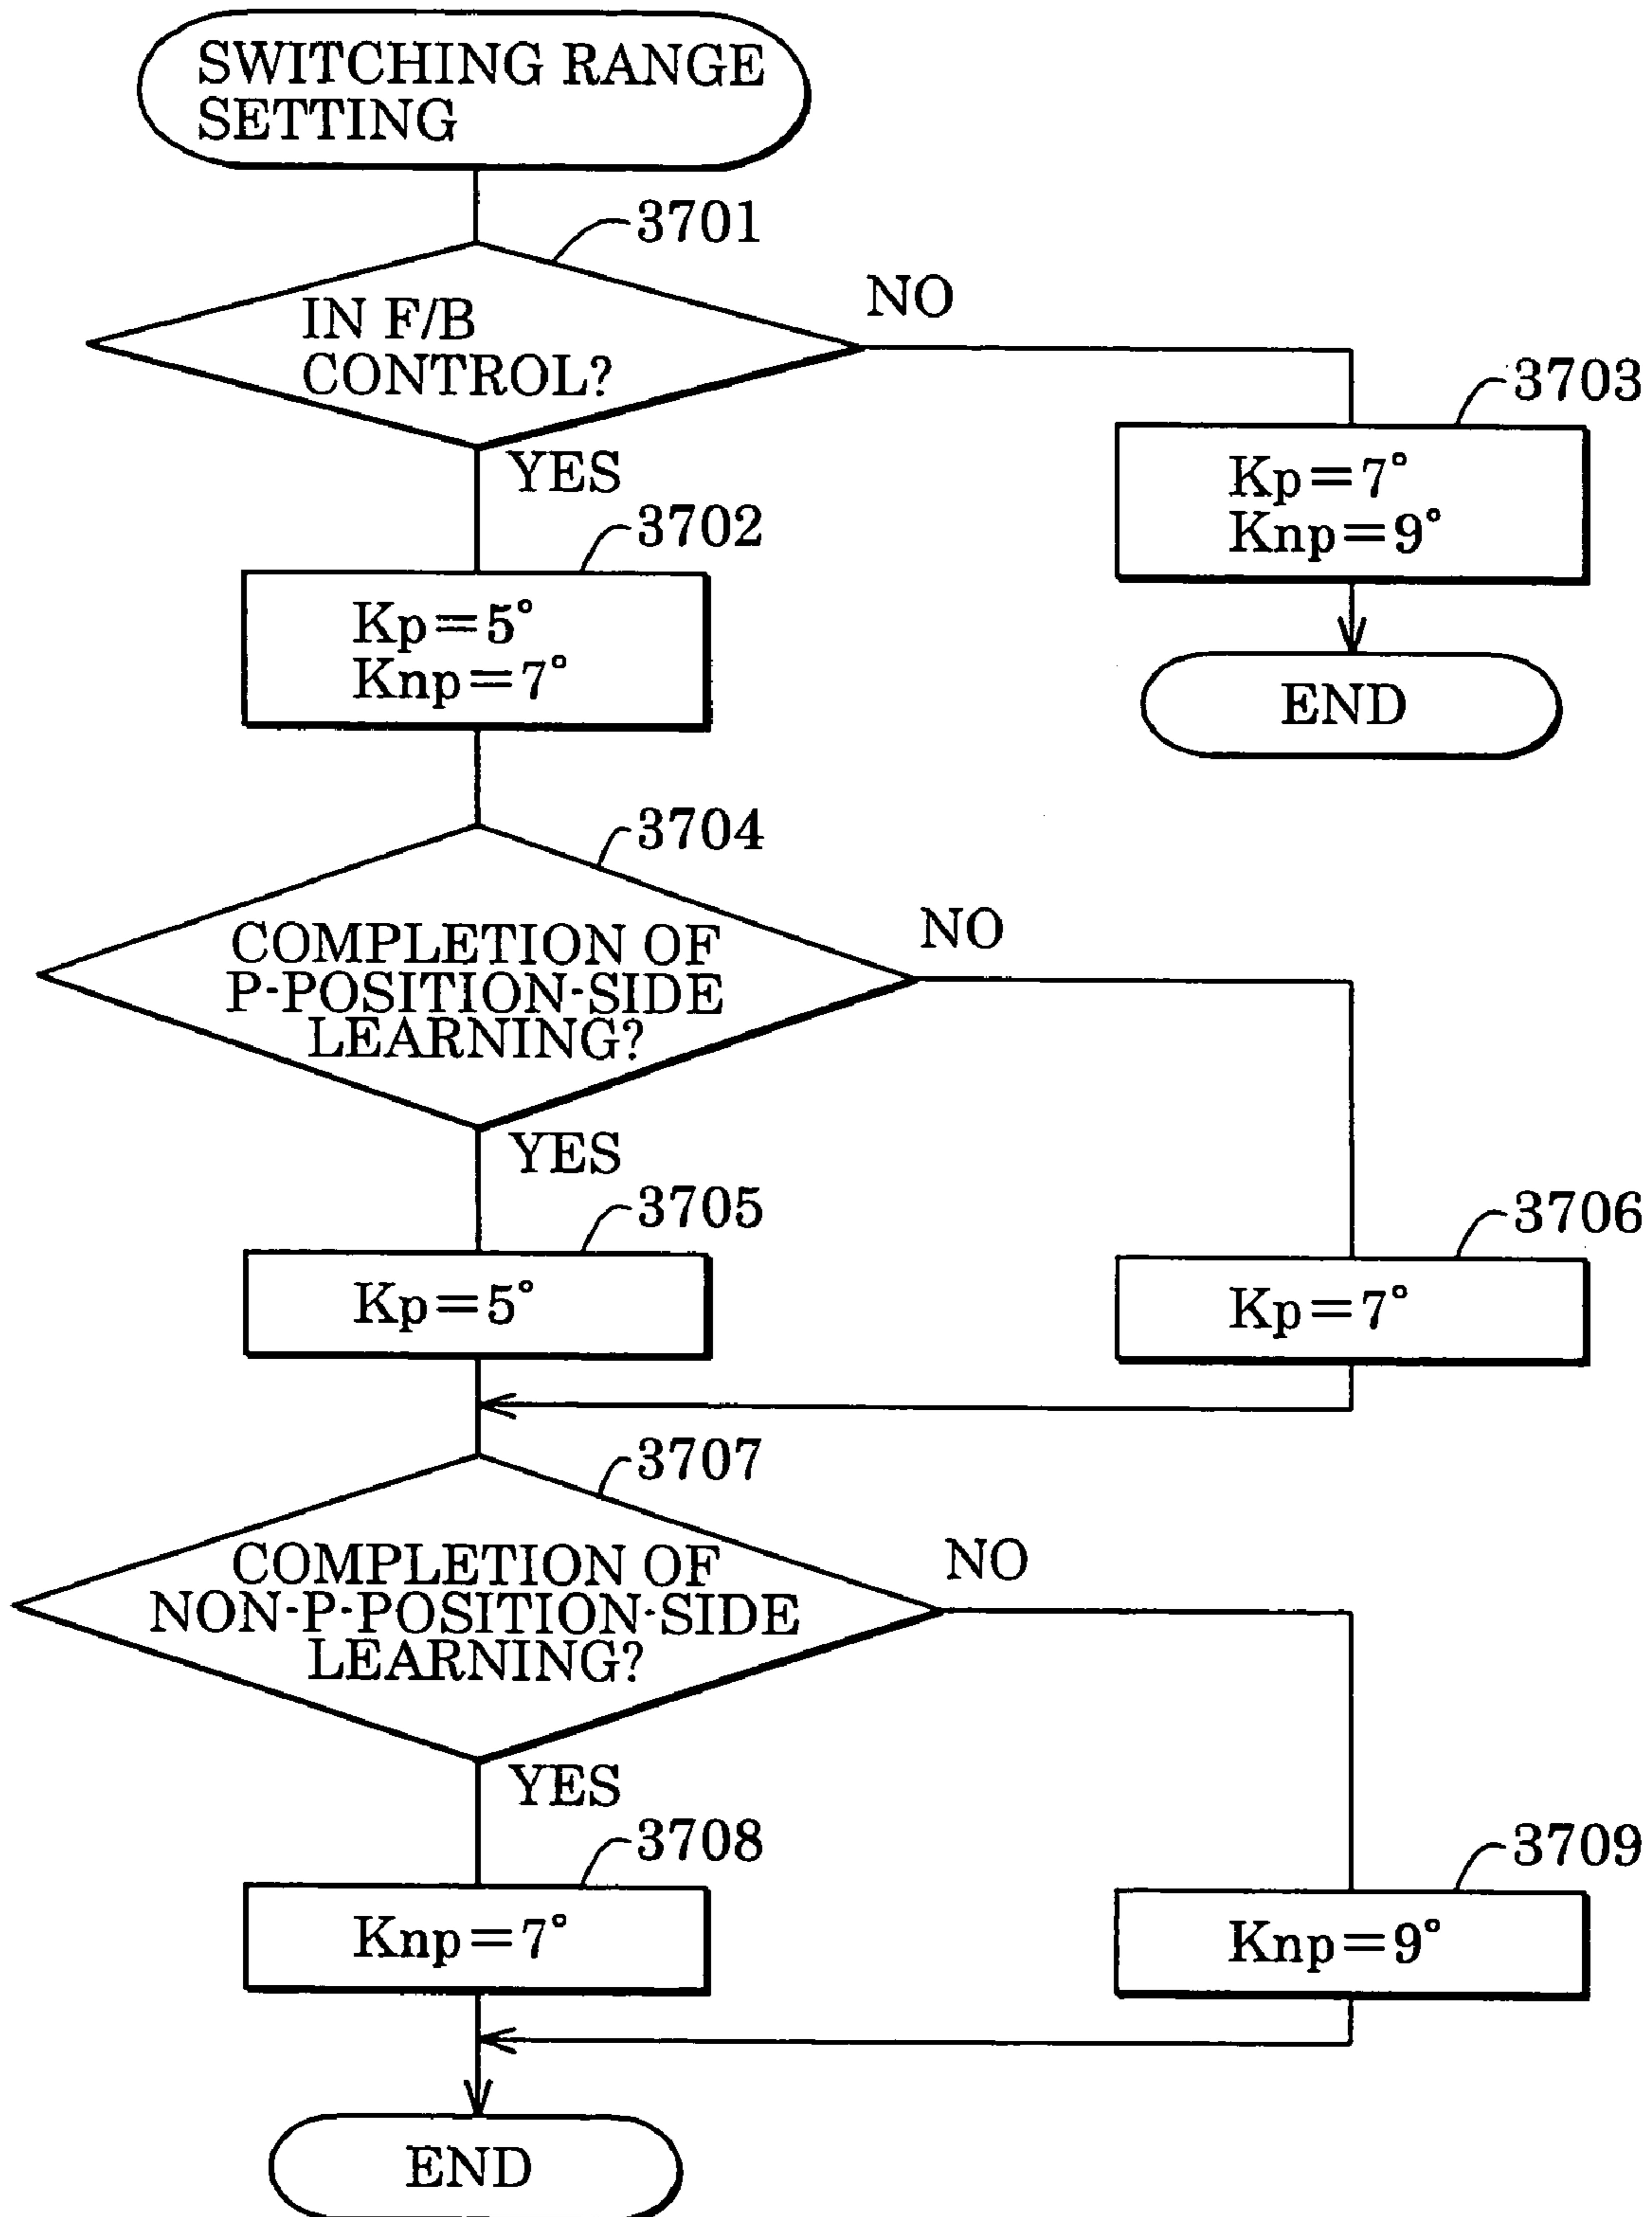 SWITCHING RANGE
SETTING
3701
IN F/B
CONTROL?
NO
YES
3703
Kp=7°
Knp=9°
END
3702
Kp=5°
Knp=7°
3704
COMPLETION OF
P-POSITION-SIDE
LEARNING?
NO
YES
3705
Kp=5°
3706
Kp=7°
3707
COMPLETION OF
NON-P-POSITION-SIDE
LEARNING?
NO
YES
3708
Knp=7°
3709
Knp=9°
END